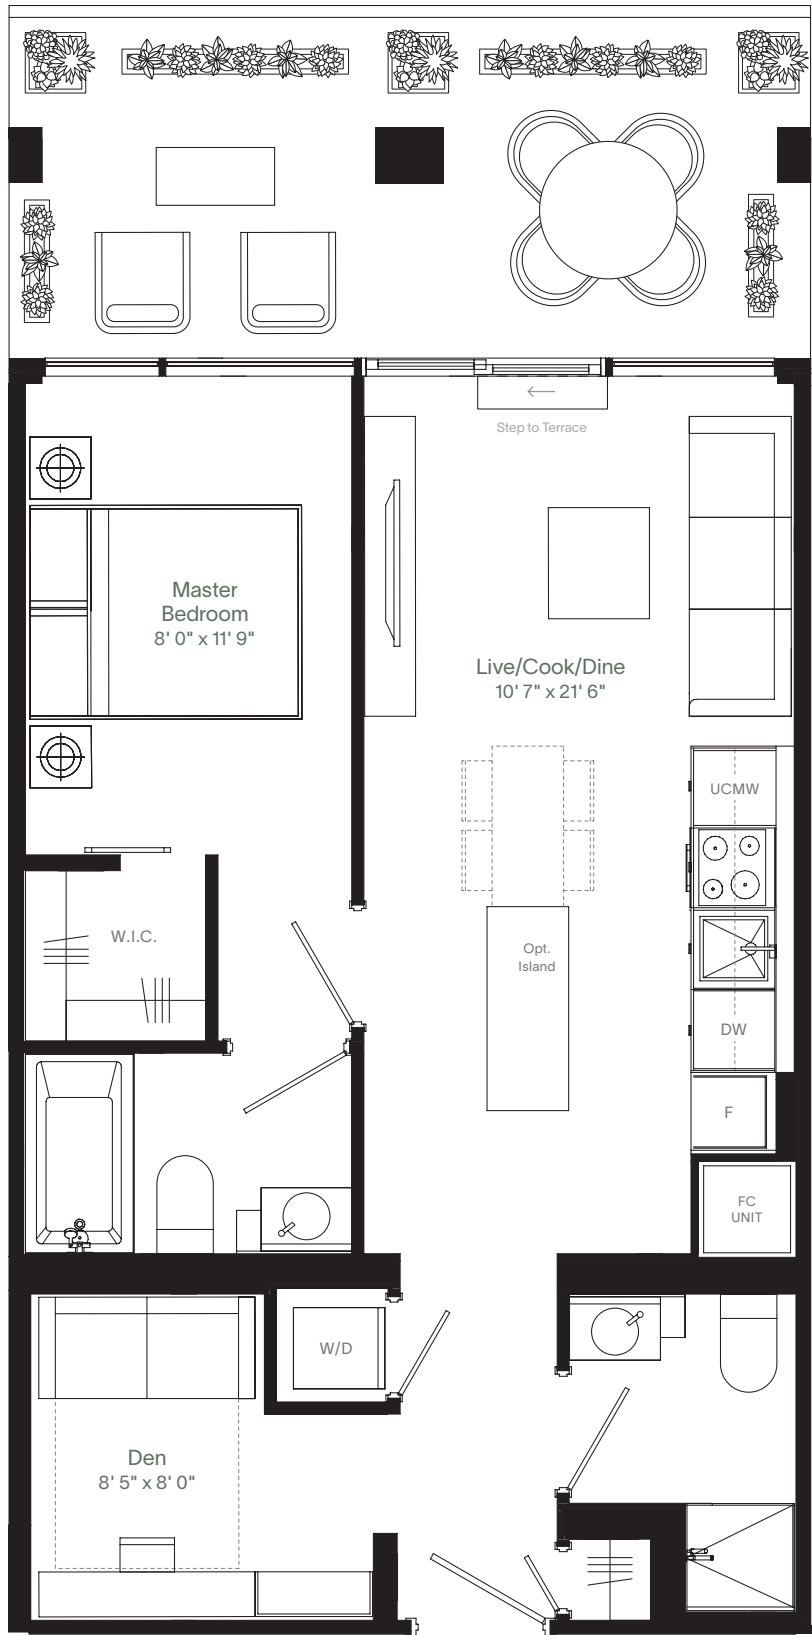 Step to Terrace
Master
Bedroom
8' 0" x 11' 9"
Live/Cook/Dine
10' 7" x 21' 6"
UCMW
W.I.C.
Opt.
Island
DW
F
FC
UNIT
W/D
Den
8' 5" x 8' 0"